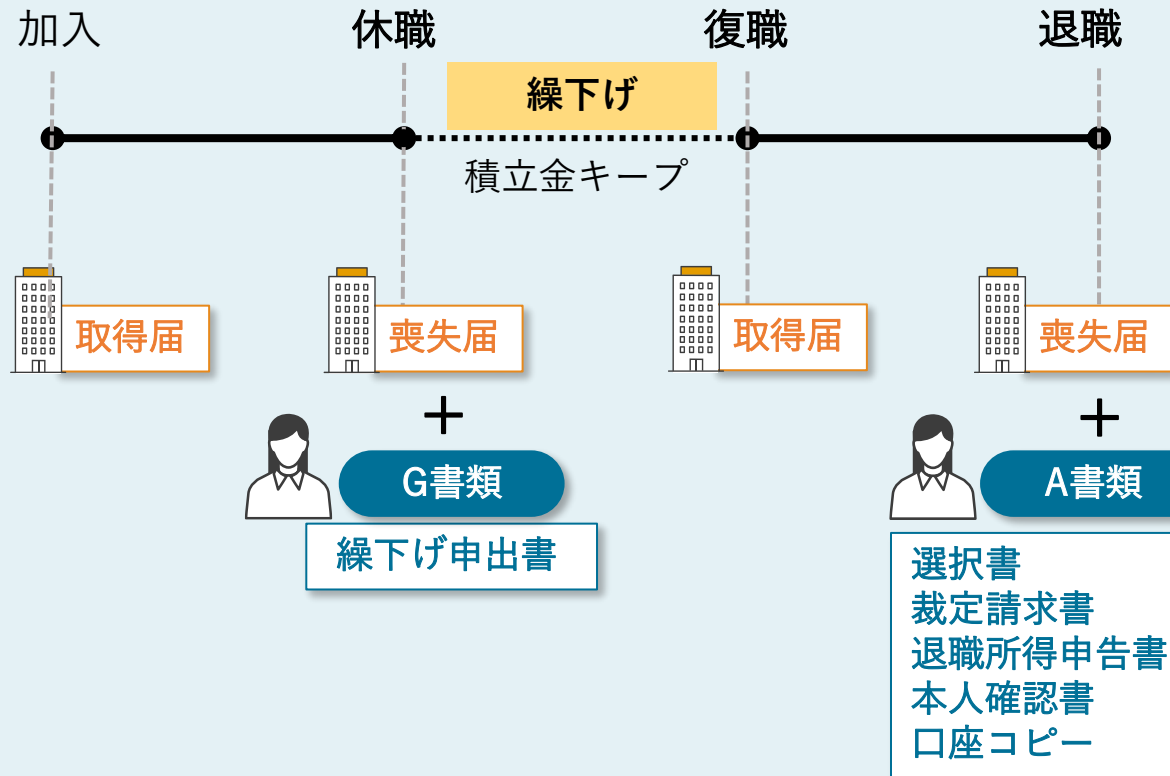 加入
休職
復職
退職
繰下げ
積立金キープ
取得届
喪失届
取得届
喪失届
+
+
G書類
A書類
繰下げ申出書
選択書
裁定請求書
退職所得申告書
本人確認書
口座コピー